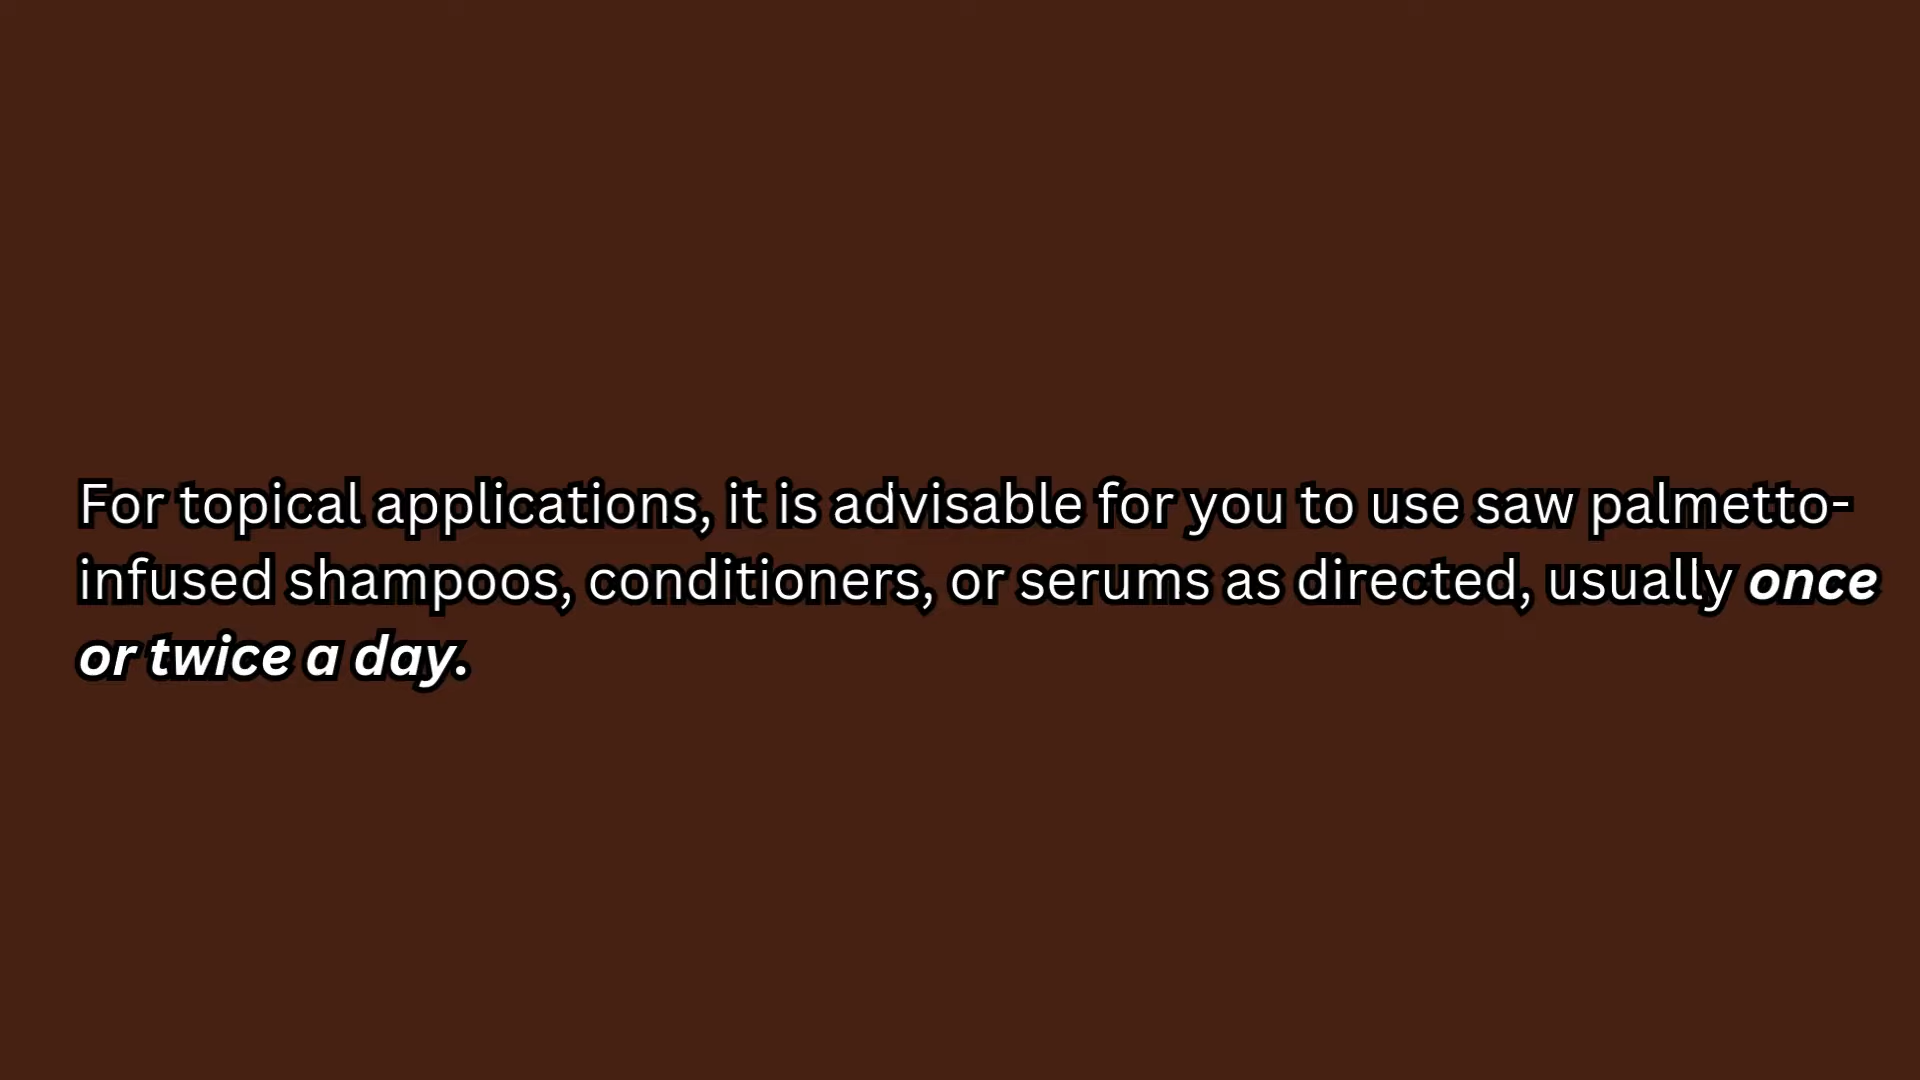 For topical applications, it is advisable for you to use saw palmetto-
infused shampoos, conditioners, or serums as directed, usually once
or twice a day.